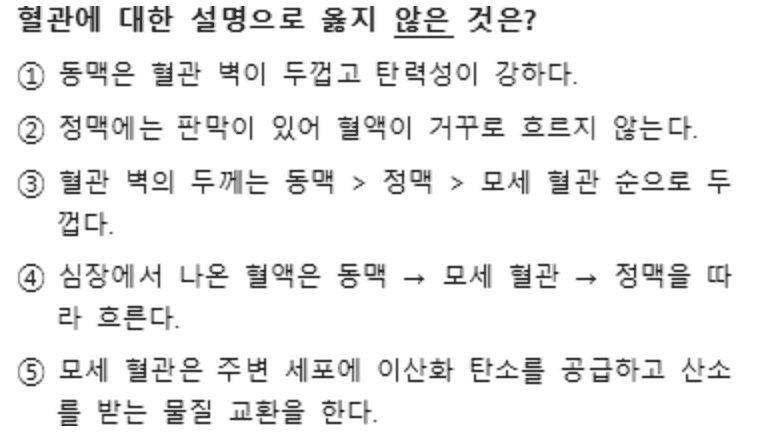 혈관에 대한 설명으로 옳지 않은 것은?
① 동맥은 혈관 벽이 두껍고 탄력성이 강하다.
② 정맥에는 판막이 있어 혈액이 거꾸로 흐르지 않는다.
③ 혈관 벽의 두께는 동맥 > 정맥 > 모세 혈관 순으로 두
껍다.
④ 심장에서 나온 혈액은 동맥 → 모세 혈관 → 정맥을 따
라 흐른다.
⑤ 모세 혈관은 주변 세포에 이산화 탄소를 공급하고 산소
를 받는 물질 교환을 한다.